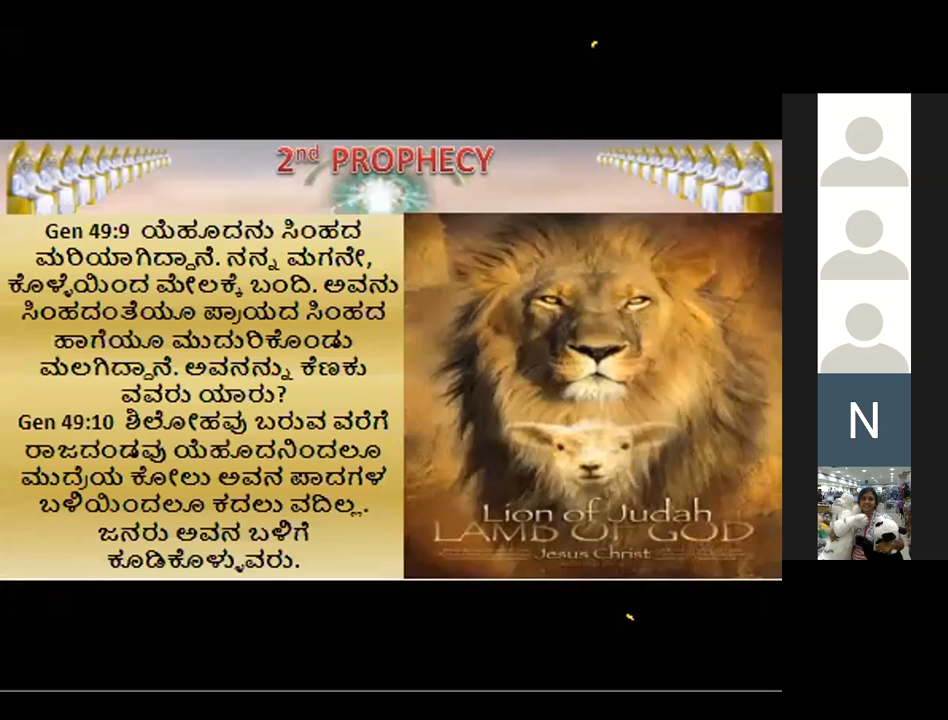 2nd PROPHECY
Gen 49:9 ಯೆಹೂದನು ಸಿಂಹದ
ಮರಿಯಾಗಿದ್ದಾನೆ. ನನ್ನ ಮಗನೇ,
ಕೊಳ್ಳೆಯಿಂದ ಮೇಲಕ್ಕೆ ಬಂದಿ. ಅವನು
ಸಿಂಹದಂತೆಯೂ ಪ್ರಾಯದ ಸಿಂಹದ
ಹಾಗೆಯೂ ಮುದುರಿಕೊಂಡು
ಮಲಗಿದ್ದಾನೆ. ಅವನನ್ನು ಕೆಣಕು
ವವರು ಯಾರು?
Gen 49:10 ಶಿಲೋಹವು ಬರುವ ವರೆಗೆ
ರಾಜದಂಡವು ಯೆಹೂದನಿಂದಲೂ
ಮುದ್ರೆಯ ಕೋಲು ಅವನ ಪಾದಗಳ
ಬಳಿಯಿಂದಲೂ ಕದಲು ವದಿಲ್ಲ.
ಜನರು ಅವನ ಬಳಿಗೆ
ಕೂಡಿಕೊಳ್ಳುವರು.
Lion of Judah
LAMB OF GOD
Jesus Christ
N